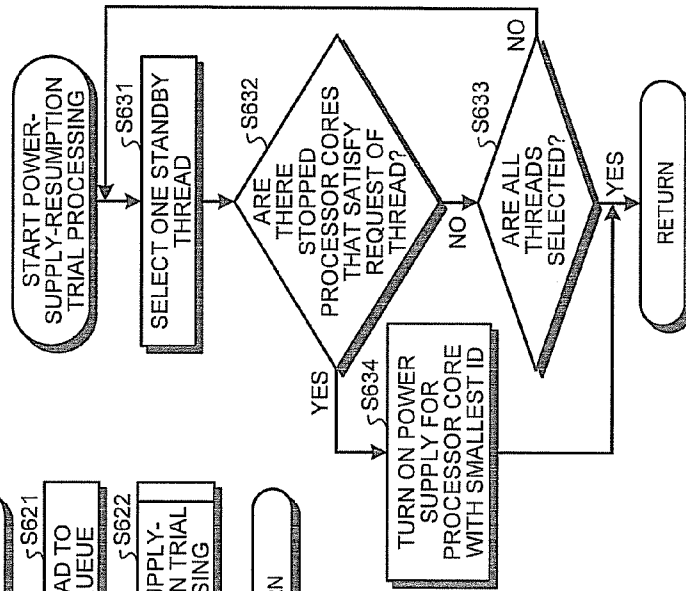 START POWER-
SUPPLY-RESUMPTION
TRIAL PROCESSING
S631
SELECT ONE STANDBY
THREAD
S632
ARE
THERE
STOPPED
PROCESSOR CORES
THAT SATISFY
REQUEST OF
THREAD?
YES
NO
S634
TURN ON POWER
SUPPLY FOR
PROCESSOR CORE
WITH SMALLEST ID
S633
ARE ALL
THREADS
SELECTED?
NO
YES
RETURN
S621
AD TO
UEUE
S622
UPPLY-
N TRIAL
SING
N